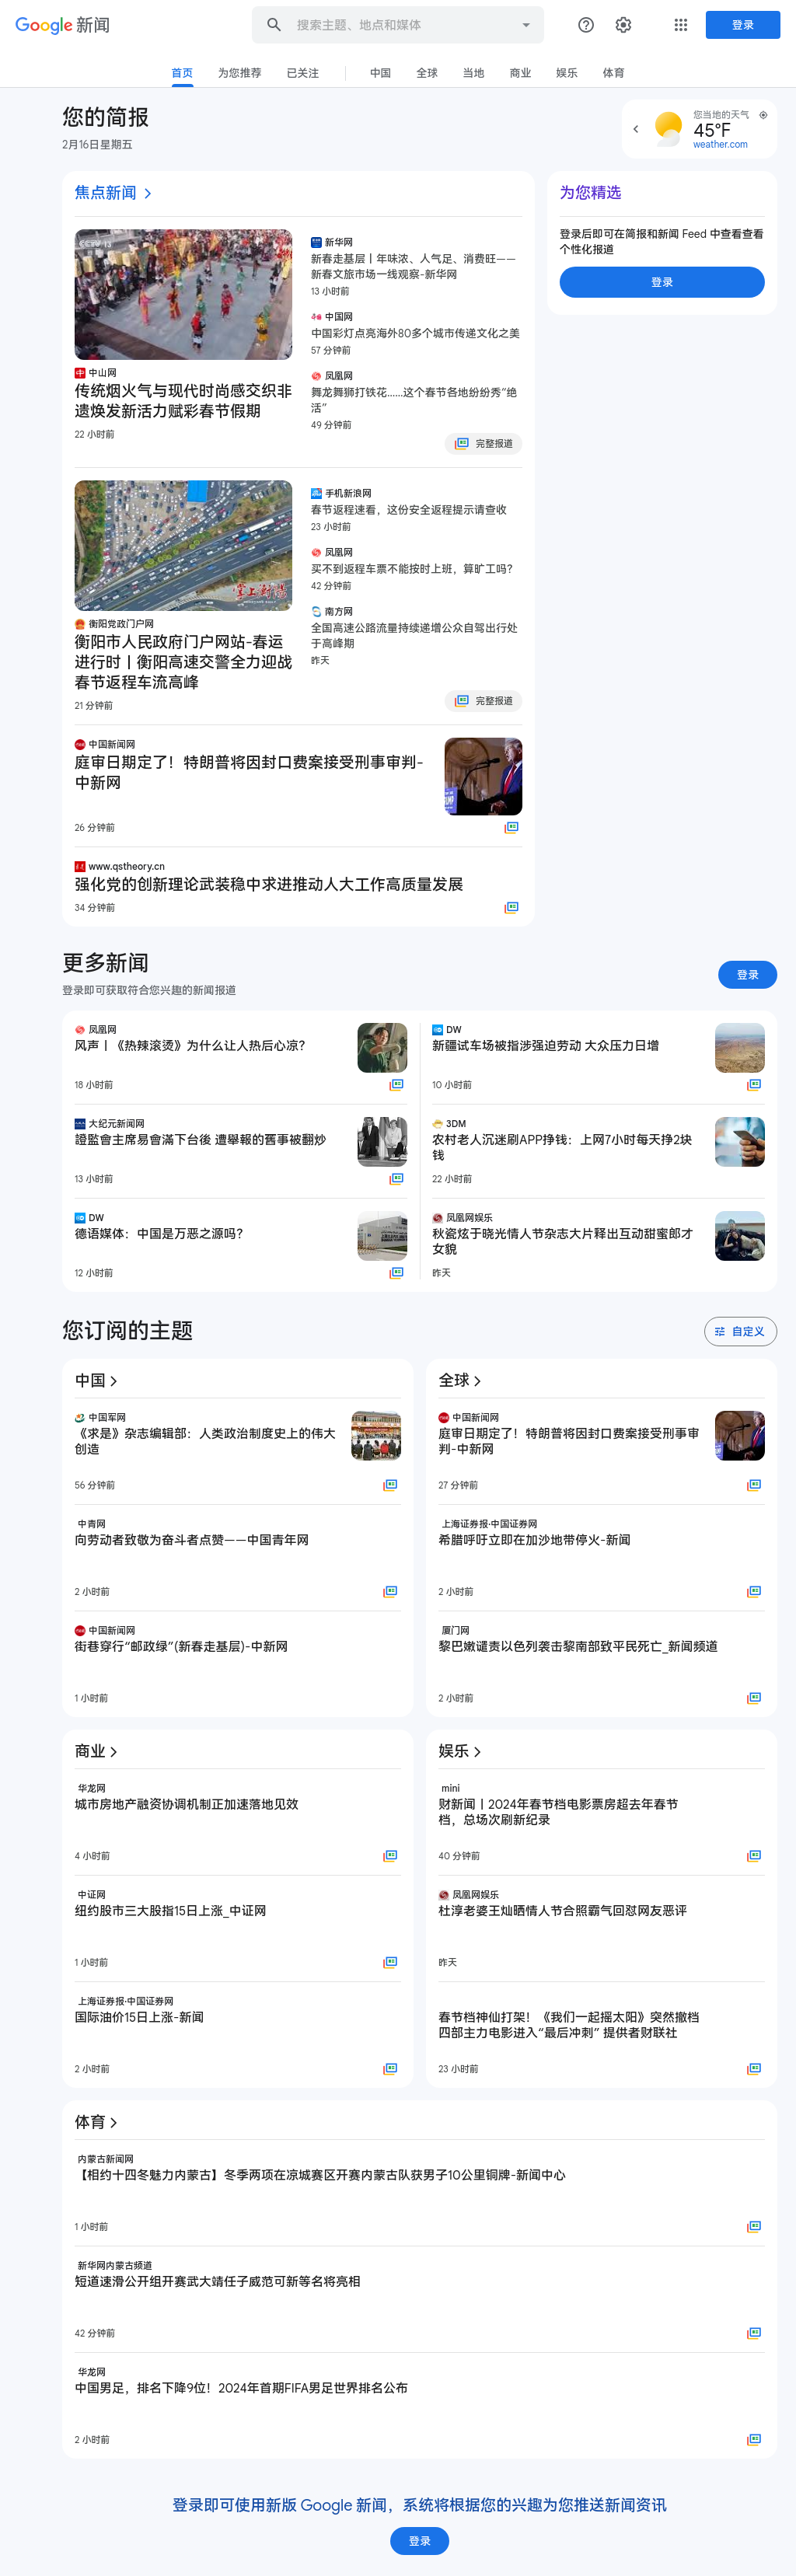 Google 新闻
搜索主题、地点和媒体
登录
首页
为您推荐
已关注
中国
全球
当地
商业
娱乐
体育
您的简报
2月16日星期五
您当地的天气
45°F
weather.com
焦点新闻
中山网
传统烟火气与现代时尚感交织非
遗焕发新活力赋彩春节假期
22 小时前
新华网
新春走基层丨年味浓、人气足、消费旺——
新春文旅市场一线观察-新华网
13 小时前
中国网
中国彩灯点亮海外80多个城市传递文化之美
57 分钟前
凤凰网
舞龙舞狮打铁花……这个春节各地纷纷秀“绝
活”
49 分钟前
完整报道
衡阳党政门户网
衡阳市人民政府门户网站-春运
进行时丨衡阳高速交警全力迎战
春节返程车流高峰
21 分钟前
手机新浪网
春节返程速看，这份安全返程提示请查收
23 小时前
凤凰网
买不到返程车票不能按时上班，算旷工吗？
42 分钟前
南方网
全国高速公路流量持续递增公众自驾出行处
于高峰期
昨天
完整报道
中国新闻网
庭审日期定了！特朗普将因封口费案接受刑事审判-
中新网
26 分钟前
www.qstheory.cn
强化党的创新理论武装稳中求进推动人大工作高质量发展
34 分钟前
为您精选
登录后即可在简报和新闻 Feed 中查看查看
个性化报道
登录
更多新闻
登录即可获取符合您兴趣的新闻报道
登录
凤凰网
风声丨《热辣滚烫》为什么让人热后心凉？
18 小时前
DW
新疆试车场被指涉强迫劳动 大众压力日增
10 小时前
大纪元新闻网
證監會主席易會滿下台後 遭舉報的舊事被翻炒
13 小时前
3DM
农村老人沉迷刷APP挣钱：上网7小时每天挣2块
钱
22 小时前
DW
德语媒体：中国是万恶之源吗？
12 小时前
凤凰网娱乐
秋瓷炫于晓光情人节杂志大片释出互动甜蜜郎才
女貌
昨天
您订阅的主题
自定义
中国
中国军网
《求是》杂志编辑部：人类政治制度史上的伟大
创造
56 分钟前
中青网
向劳动者致敬为奋斗者点赞——中国青年网
2 小时前
中国新闻网
街巷穿行“邮政绿”(新春走基层)-中新网
1 小时前
全球
中国新闻网
庭审日期定了！特朗普将因封口费案接受刑事审
判-中新网
27 分钟前
上海证券报·中国证券网
希腊呼吁立即在加沙地带停火-新闻
2 小时前
厦门网
黎巴嫩谴责以色列袭击黎南部致平民死亡_新闻频道
2 小时前
商业
华龙网
城市房地产融资协调机制正加速落地见效
4 小时前
中证网
纽约股市三大股指15日上涨_中证网
1 小时前
上海证券报·中国证券网
国际油价15日上涨-新闻
2 小时前
娱乐
mini
财新闻丨2024年春节档电影票房超去年春节
档，总场次刷新纪录
40 分钟前
凤凰网娱乐
杜淳老婆王灿晒情人节合照霸气回怼网友恶评
昨天
春节档神仙打架！《我们一起摇太阳》突然撤档
四部主力电影进入“最后冲刺” 提供者财联社
23 小时前
体育
内蒙古新闻网
【相约十四冬魅力内蒙古】冬季两项在凉城赛区开赛内蒙古队获男子10公里铜牌-新闻中心
1 小时前
新华网内蒙古频道
短道速滑公开组开赛武大靖任子威范可新等名将亮相
42 分钟前
华龙网
中国男足，排名下降9位！2024年首期FIFA男足世界排名公布
2 小时前
登录即可使用新版 Google 新闻，系统将根据您的兴趣为您推送新闻资讯
登录